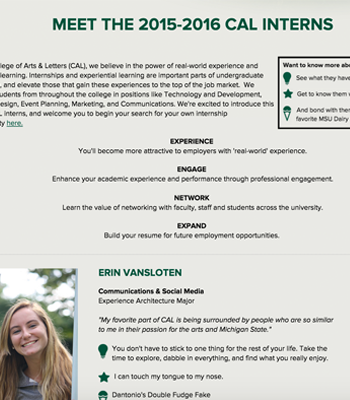 MEET THE 2015-2016 CAL INTERNS
llege of Arts & Letters (CAL), we believe in the power of real-world experience and
learning. Internships and experiential learning are important parts of undergraduate
, and elevate those that gain these experiences to the top of the job market. We
tudents from throughout the college in positions like Technology and Development,
esign, Event Planning, Marketing, and Communications. We're excited to introduce this
L interns, and welcome you to begin your search for your own internship
ty here.
Want to know more abo
See what they have
Get to know them o
And bond with them
favorite MSU Dairy
EXPERIENCE
You'll become more attractive to employers with 'real-world' experience.
ENGAGE
Enhance your academic experience and performance through professional engagement.
NETWORK
Learn the value of networking with faculty, staff and students across the university.
EXPAND
Build your resume for future employment opportunities.
ERIN VANSLOTEN
Communications & Social Media
Experience Architecture Major
"My favorite part of CAL is being surrounded by people who are so similar
to me in their passion for the arts and Michigan State."
You don't have to stick to one thing for the rest of your life. Take the
time to explore, dabble in everything, and find what you really enjoy.
I can touch my tongue to my nose.
Dantonio's Double Fudge Fake